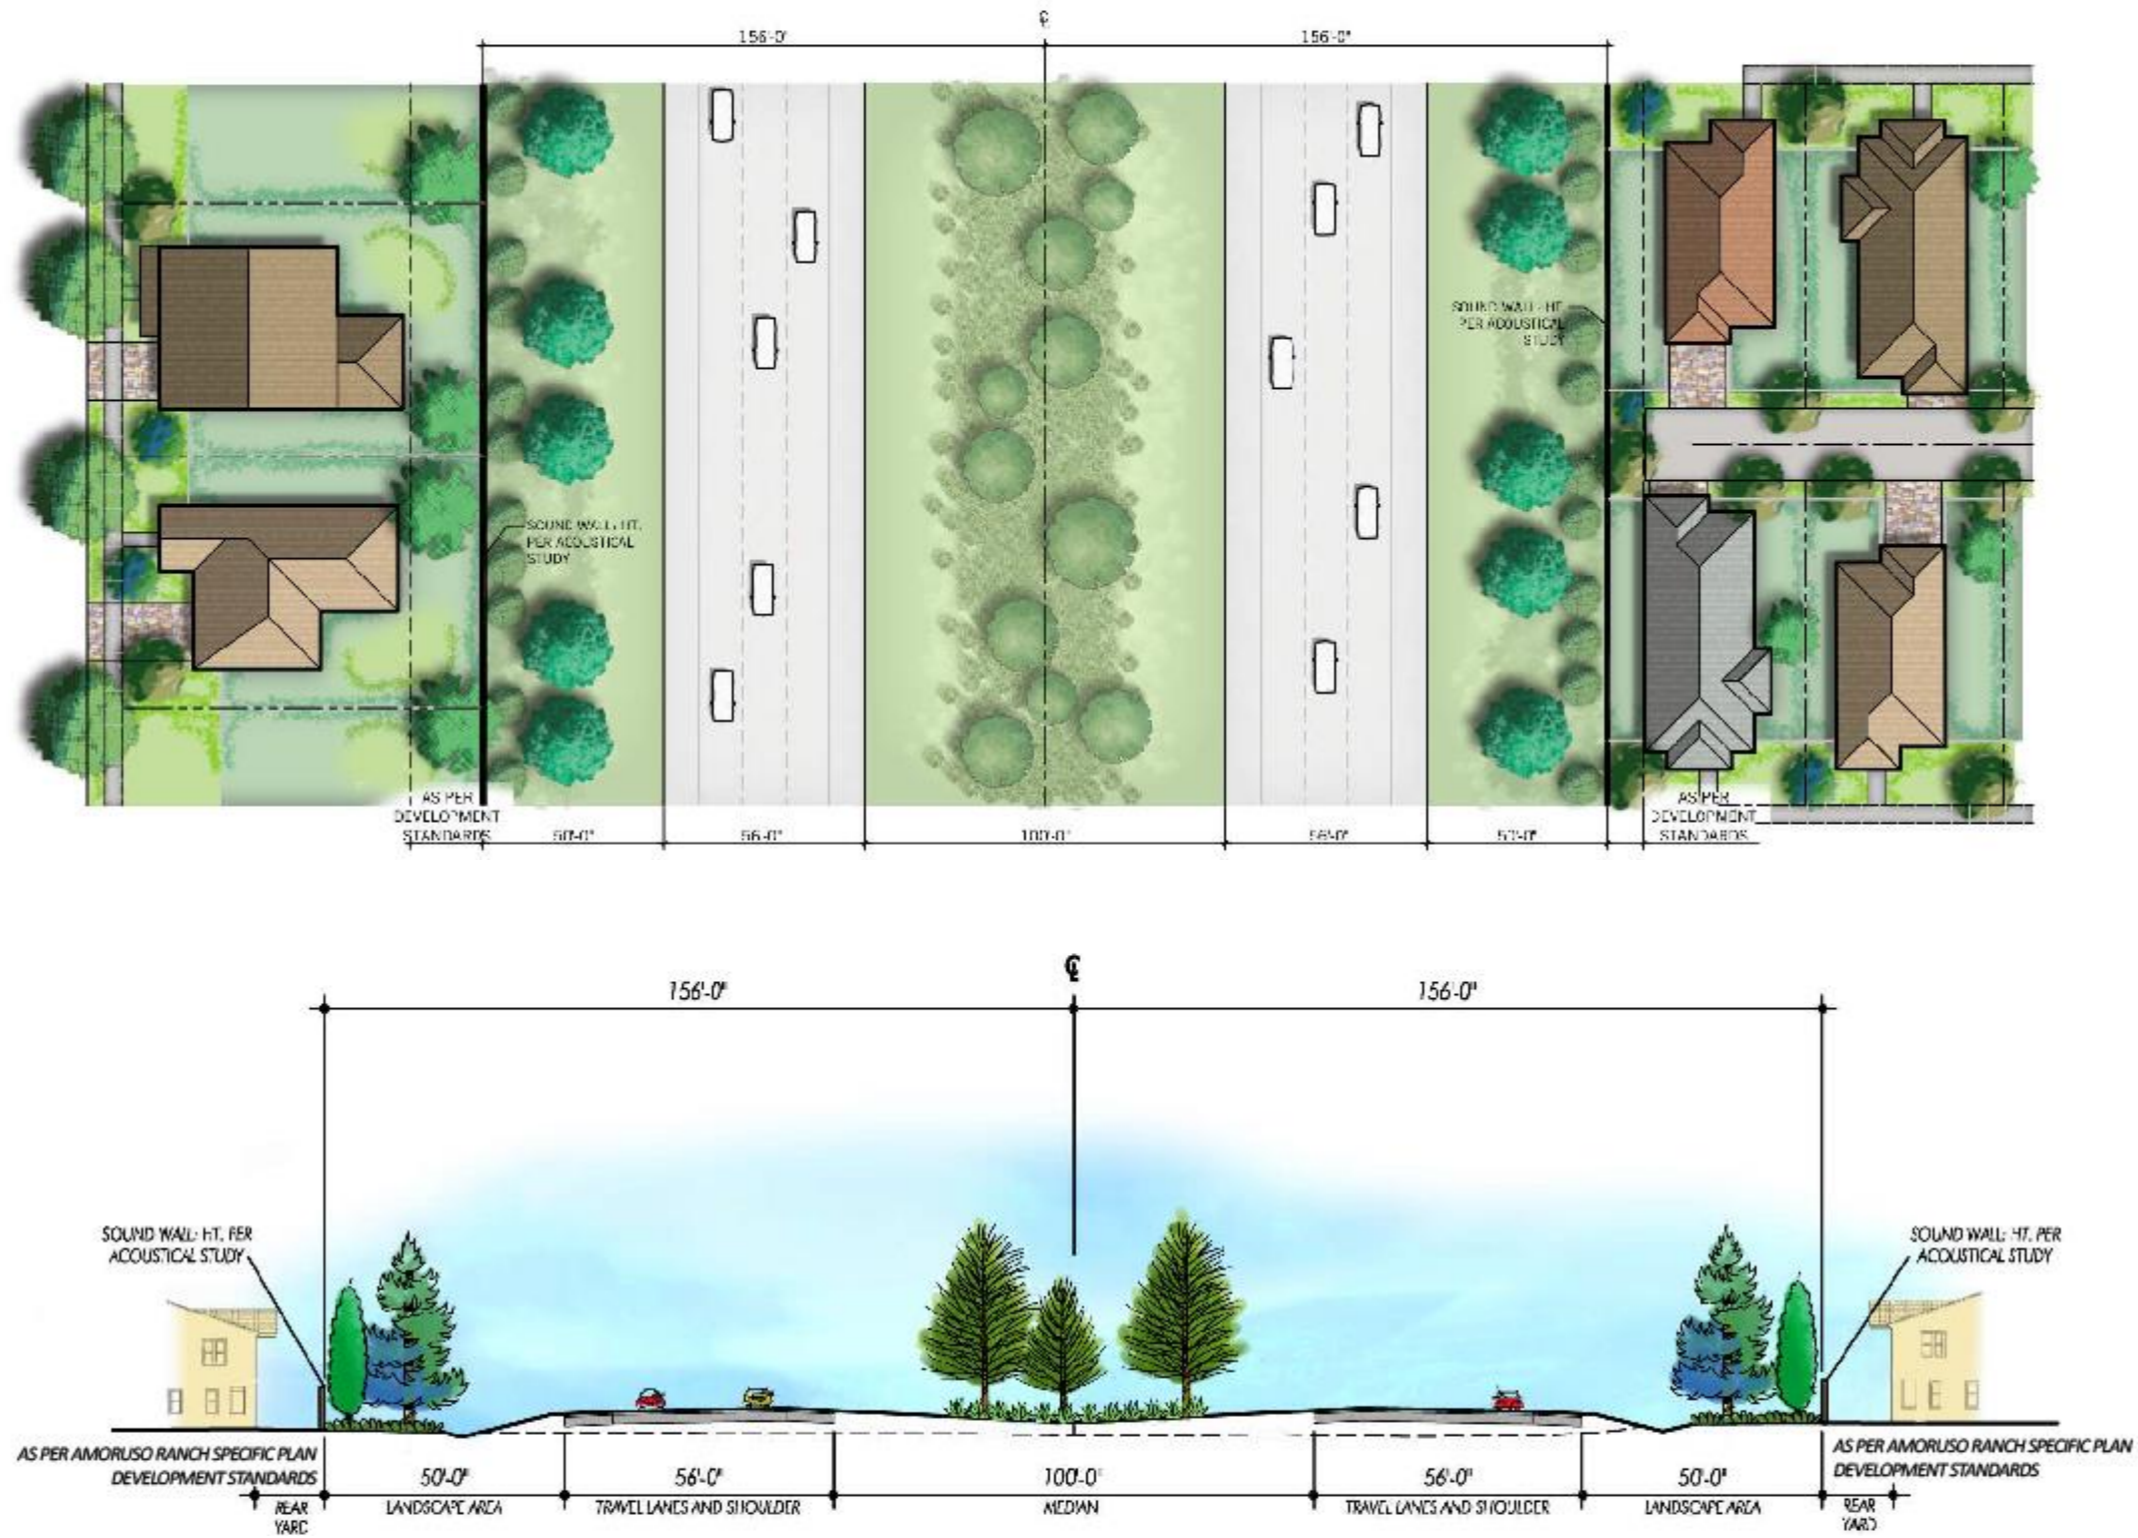 ℄
156'-0"
156'-0"
SOUND WALL: HT.
PER ACOUSTICAL
STUDY
SOUND WALL: HT.
PER ACOUSTICAL
STUDY
AS PER
DEVELOPMENT
STANDARDS
AS PER
DEVELOPMENT
STANDARDS
50'-0"
56'-0"
100'-0"
56'-0"
50'-0"
℄
156'-0"
156'-0"
SOUND WALL: HT. PER
ACOUSTICAL STUDY
SOUND WALL: HT. PER
ACOUSTICAL STUDY
AS PER AMORUSO RANCH SPECIFIC PLAN
DEVELOPMENT STANDARDS
AS PER AMORUSO RANCH SPECIFIC PLAN
DEVELOPMENT STANDARDS
50'-0"
56'-0"
100'-0"
56'-0"
50'-0"
REAR
YARD
LANDSCAPE AREA
TRAVEL LANES AND SHOULDER
MEDIAN
TRAVEL LANES AND SHOULDER
LANDSCAPE AREA
REAR
YARD